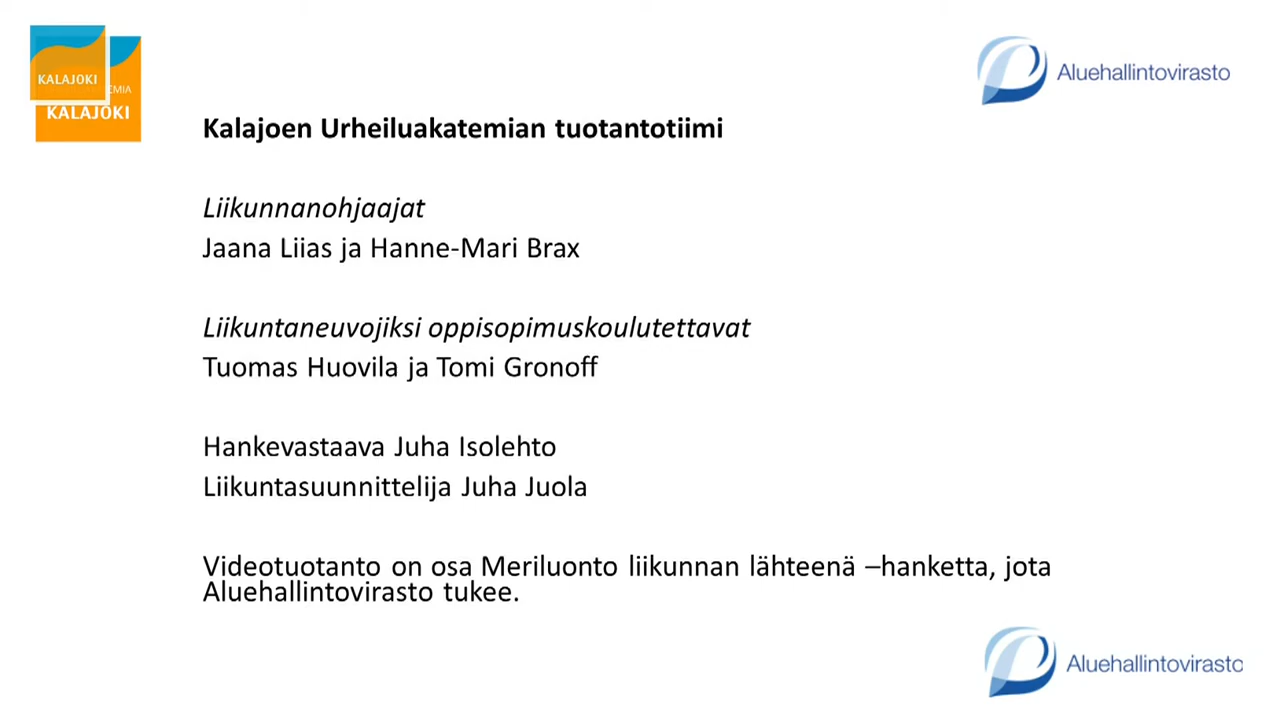 KALAJOKI
EMIA
KALAJOKI
Aluehallintovirasto
Kalajoen Urheiluakatemian tuotantotiimi
Liikunnanohjaajat
Jaana Liias ja Hanne-Mari Brax
Liikuntaneuvojiksi oppisopimuskoulutettavat
Tuomas Huovila ja Tomi Gronoff
Hankevastaava Juha Isolehto
Liikuntasuunnittelija Juha Juola
Videotuotanto on osa Meriluonto liikunnan lähteenä –hanketta, jota
Aluehallintovirasto tukee.
Aluehallintovirasto